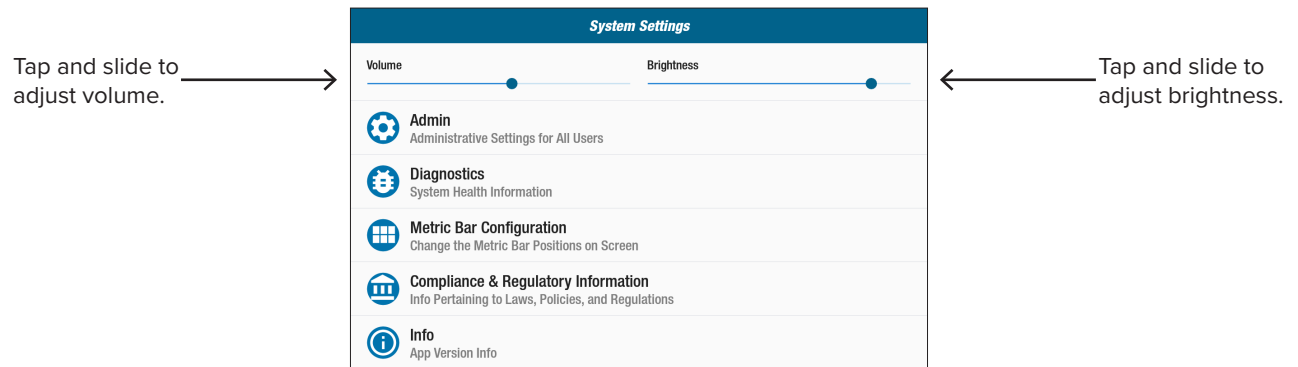 System Settings
Tap and slide to
adjust volume.
Volume
Brightness
Tap and slide to
adjust brightness.
Admin
Administrative Settings for All Users
Diagnostics
System Health Information
Metric Bar Configuration
Change the Metric Bar Positions on Screen
Compliance & Regulatory Information
Info Pertaining to Laws, Policies, and Regulations
Info
App Version Info